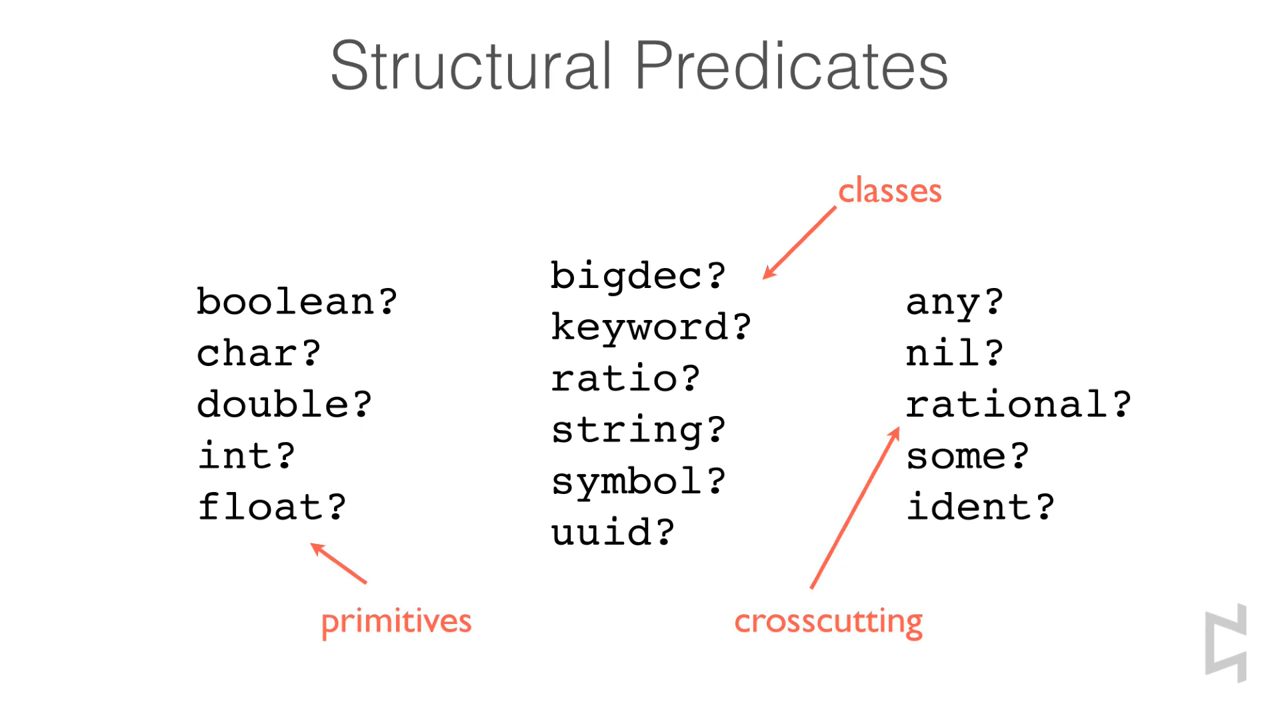 Structural Predicates
classes
boolean?
char?
double?
int?
float?
bigdec?
keyword?
ratio?
string?
symbol?
uuid?
any?
nil?
rational?
some?
ident?
primitives
crosscutting